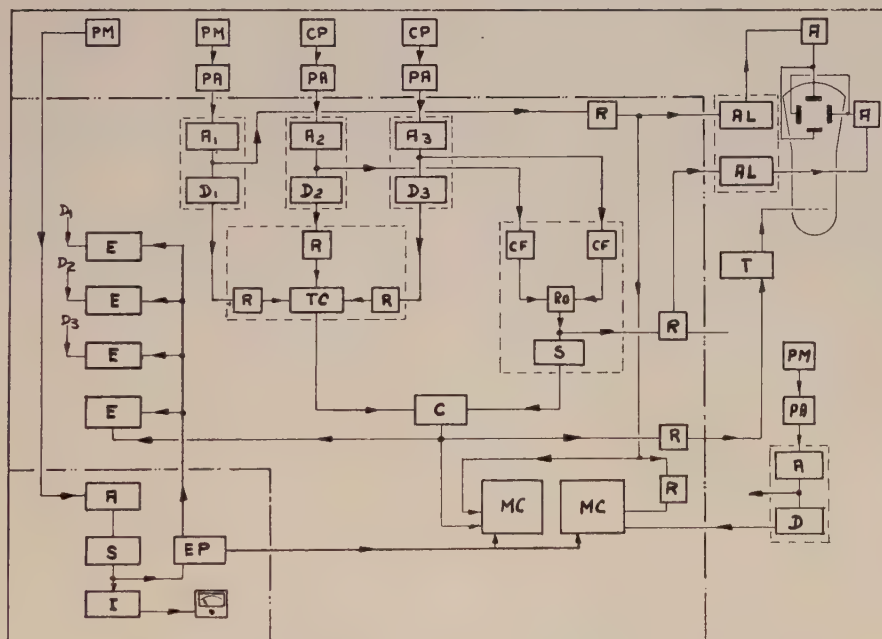 PM PM CP CP A
PA PA PA
R AL A
A1 A2 A3
AL
D1 D2 D3
D1
E R CF CF
T
D2
E R TC R Ro
D3
R
E S PM
E C PA
R
A
A MC MC R
D
S EP
I